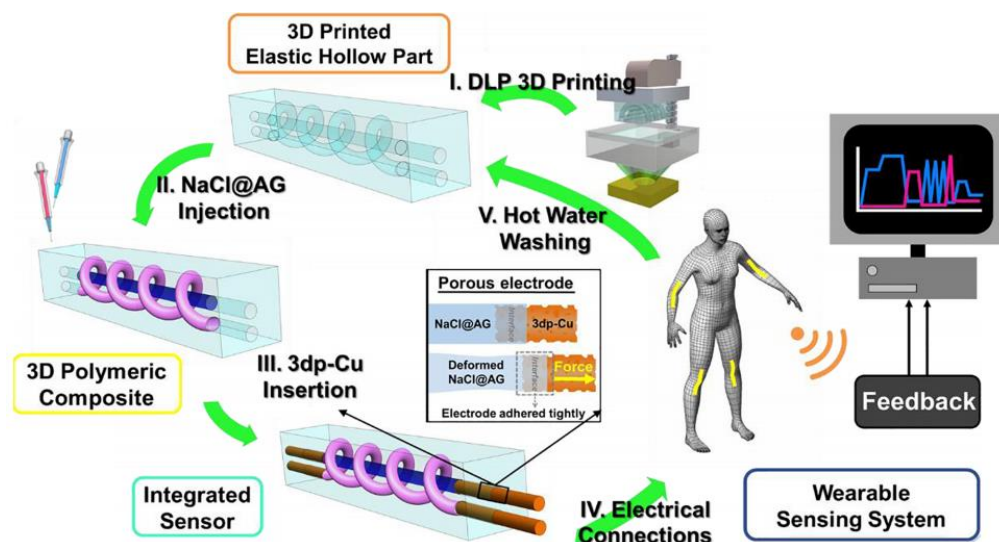 3D Printed
Elastic Hollow Part
I. DLP 3D Printing
II. NaCl@AG
Injection
V. Hot Water
Washing
Porous electrode
NaCl@AG
Interface
3dp-Cu
Deformed
NaCl@AG
Interface
Force
Electrode adhered tightly
3D Polymeric
Composite
III. 3dp-Cu
Insertion
Feedback
Integrated
Sensor
IV. Electrical
Connections
Wearable
Sensing System